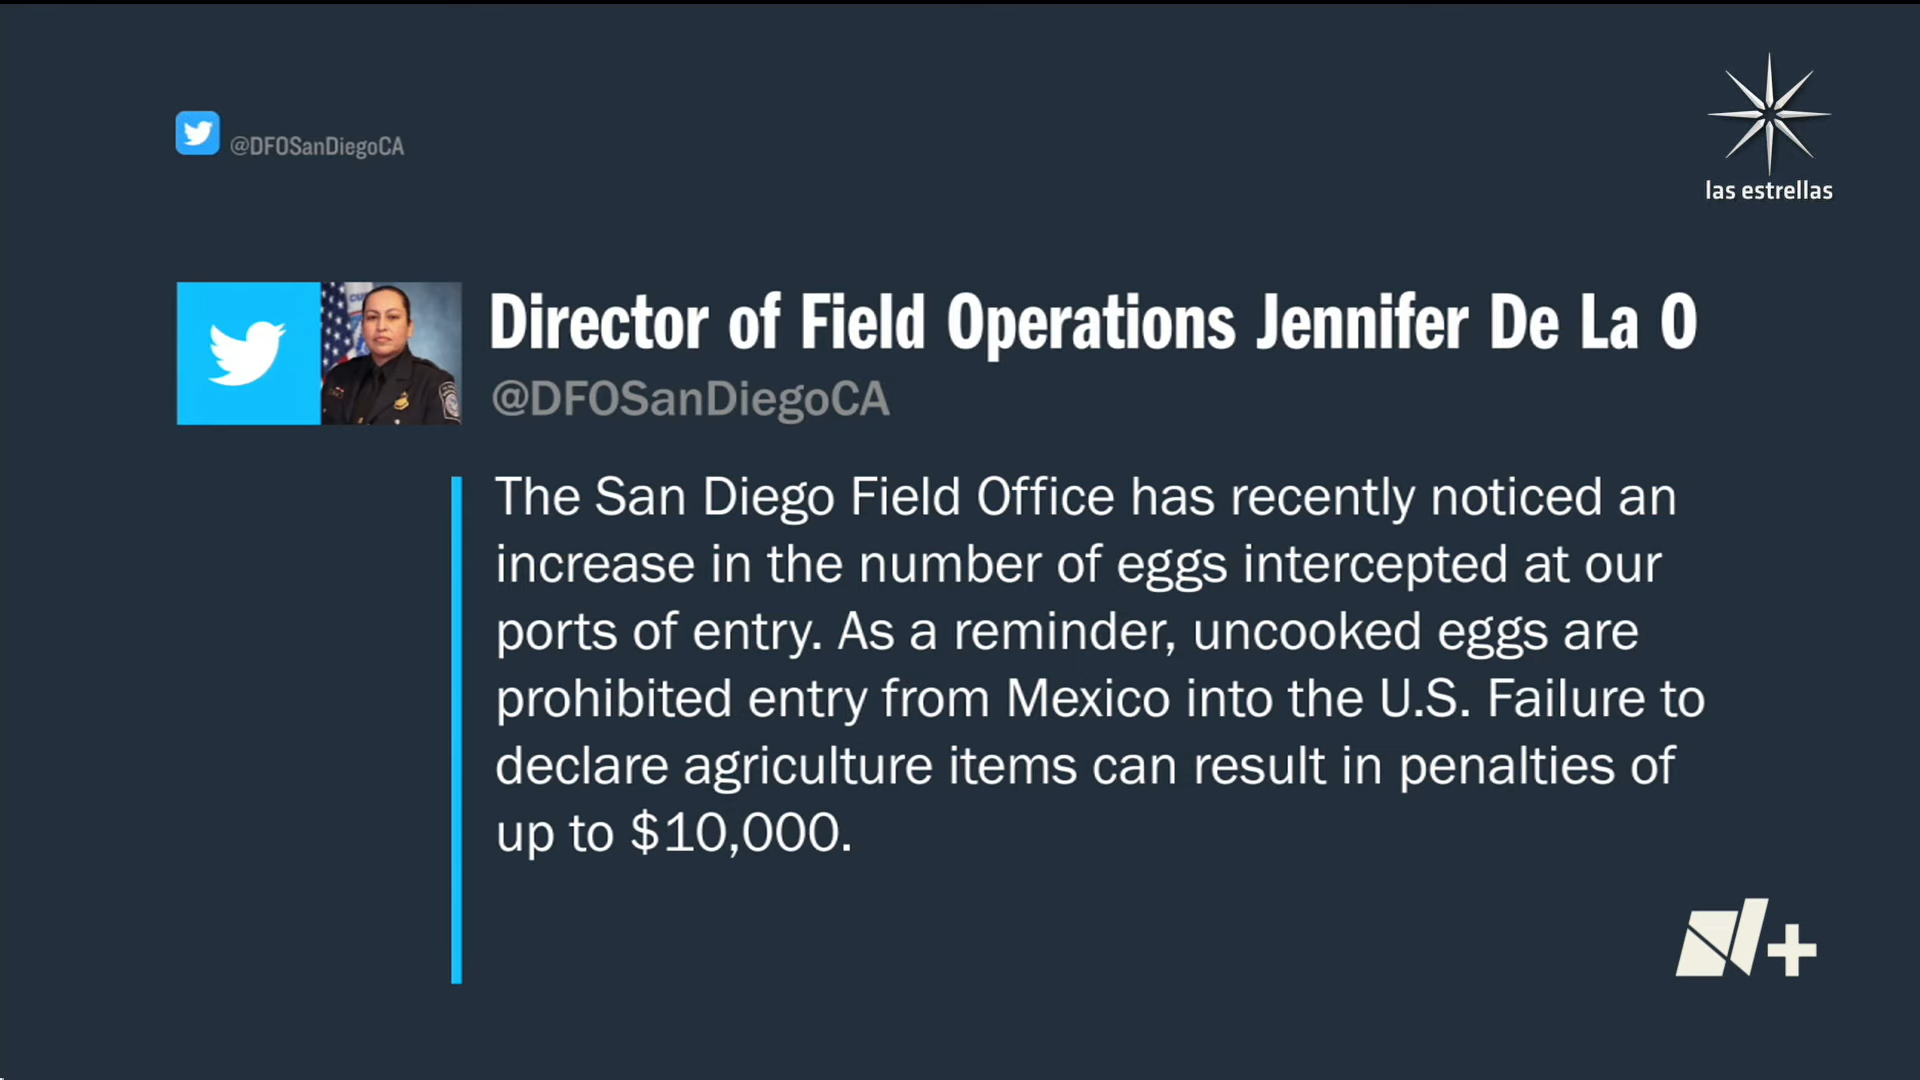 @DFOSanDiegoCA
las estrellas
Director of Field Operations Jennifer De La O
@DFOSanDiegoCA
The San Diego Field Office has recently noticed an
increase in the number of eggs intercepted at our
ports of entry. As a reminder, uncooked eggs are
prohibited entry from Mexico into the U.S. Failure to
declare agriculture items can result in penalties of
up to $10,000.
N+